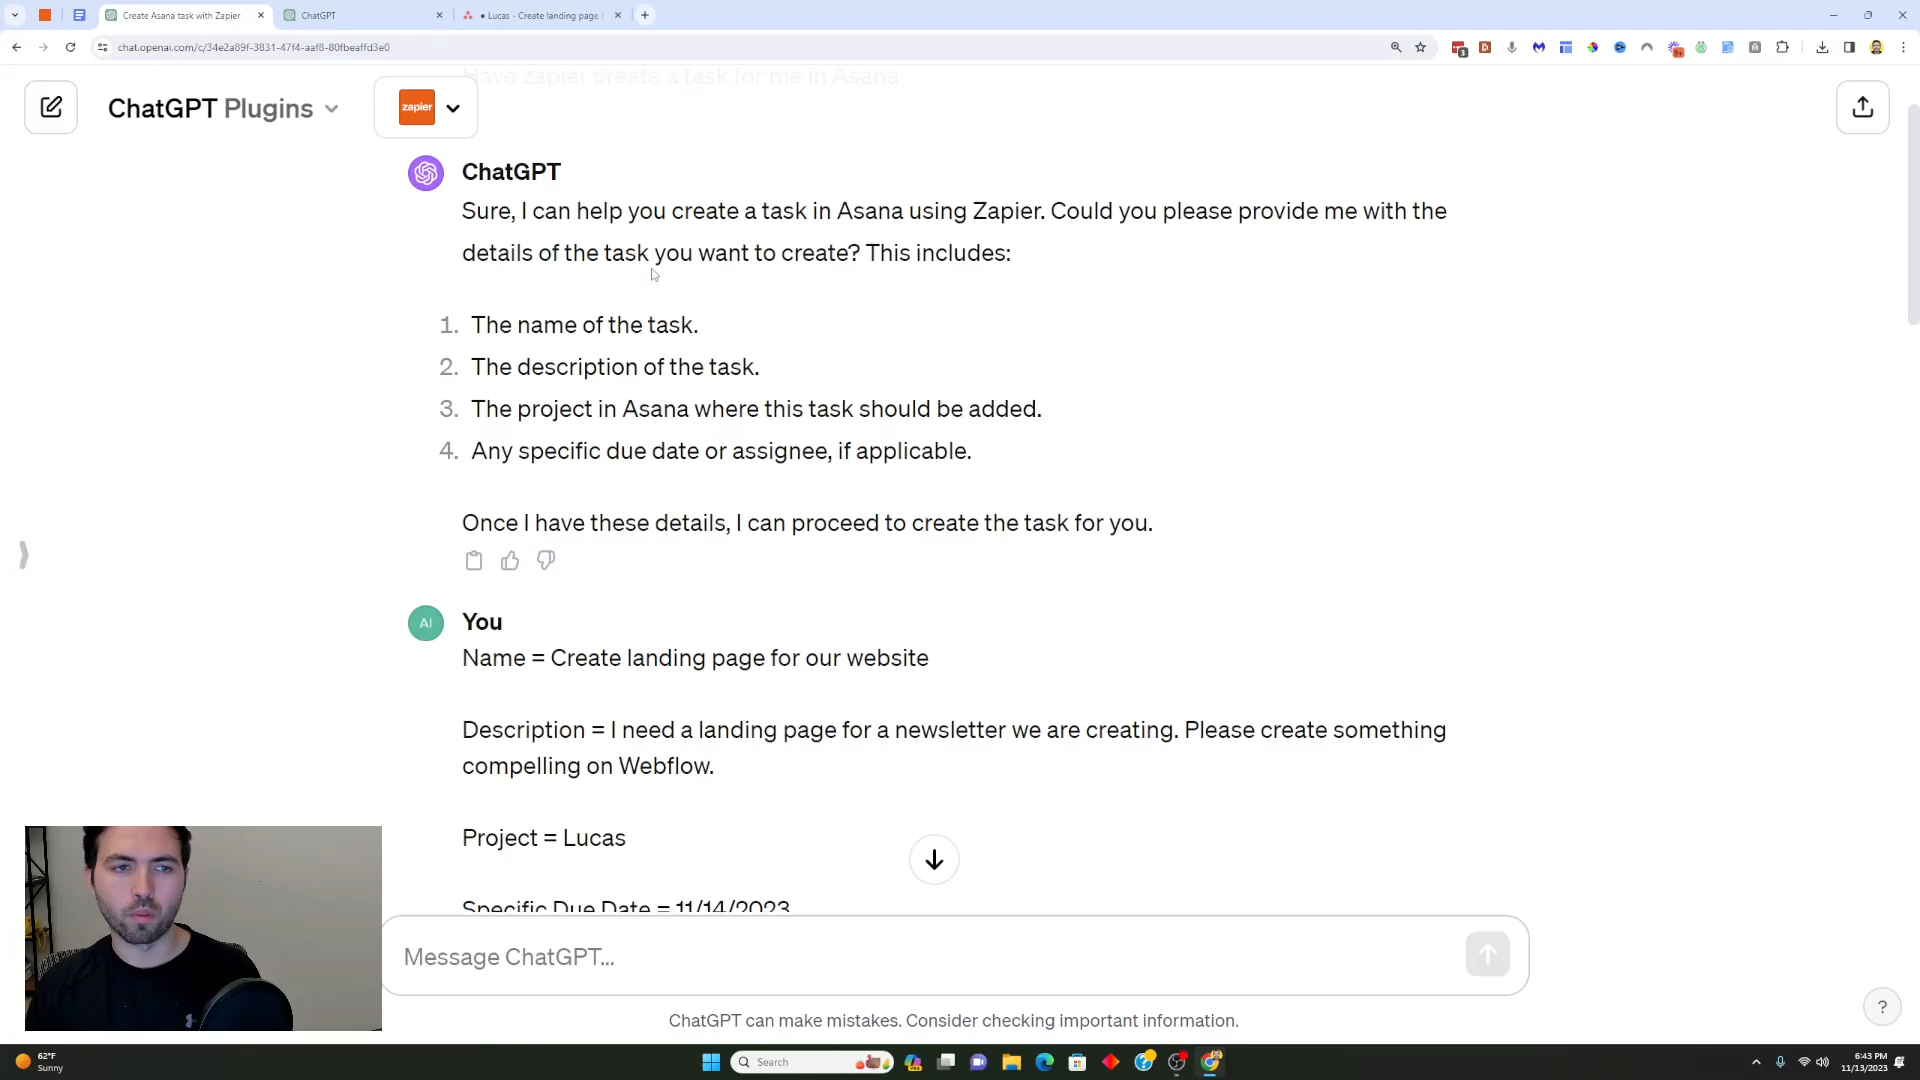 Create Asana task with Zapier
ChatGPT
● Lucas - Create landing page
chat.openai.com/c/34e2a89f-3831-47f4-aaf8-80fbeaffd3e0
Have zapier create a task for me in Asana
ChatGPT Plugins
zapier
ChatGPT
Sure, I can help you create a task in Asana using Zapier. Could you please provide me with the
details of the task you want to create? This includes:
1. The name of the task.
2. The description of the task.
3. The project in Asana where this task should be added.
4. Any specific due date or assignee, if applicable.
Once I have these details, I can proceed to create the task for you.
AI
You
Name = Create landing page for our website
Description = I need a landing page for a newsletter we are creating. Please create something
compelling on Webflow.
Project = Lucas
Specific Due Date = 11/14/2023
Message ChatGPT...
ChatGPT can make mistakes. Consider checking important information.
?
62°F
Sunny
Search
6:43 PM
11/13/2023